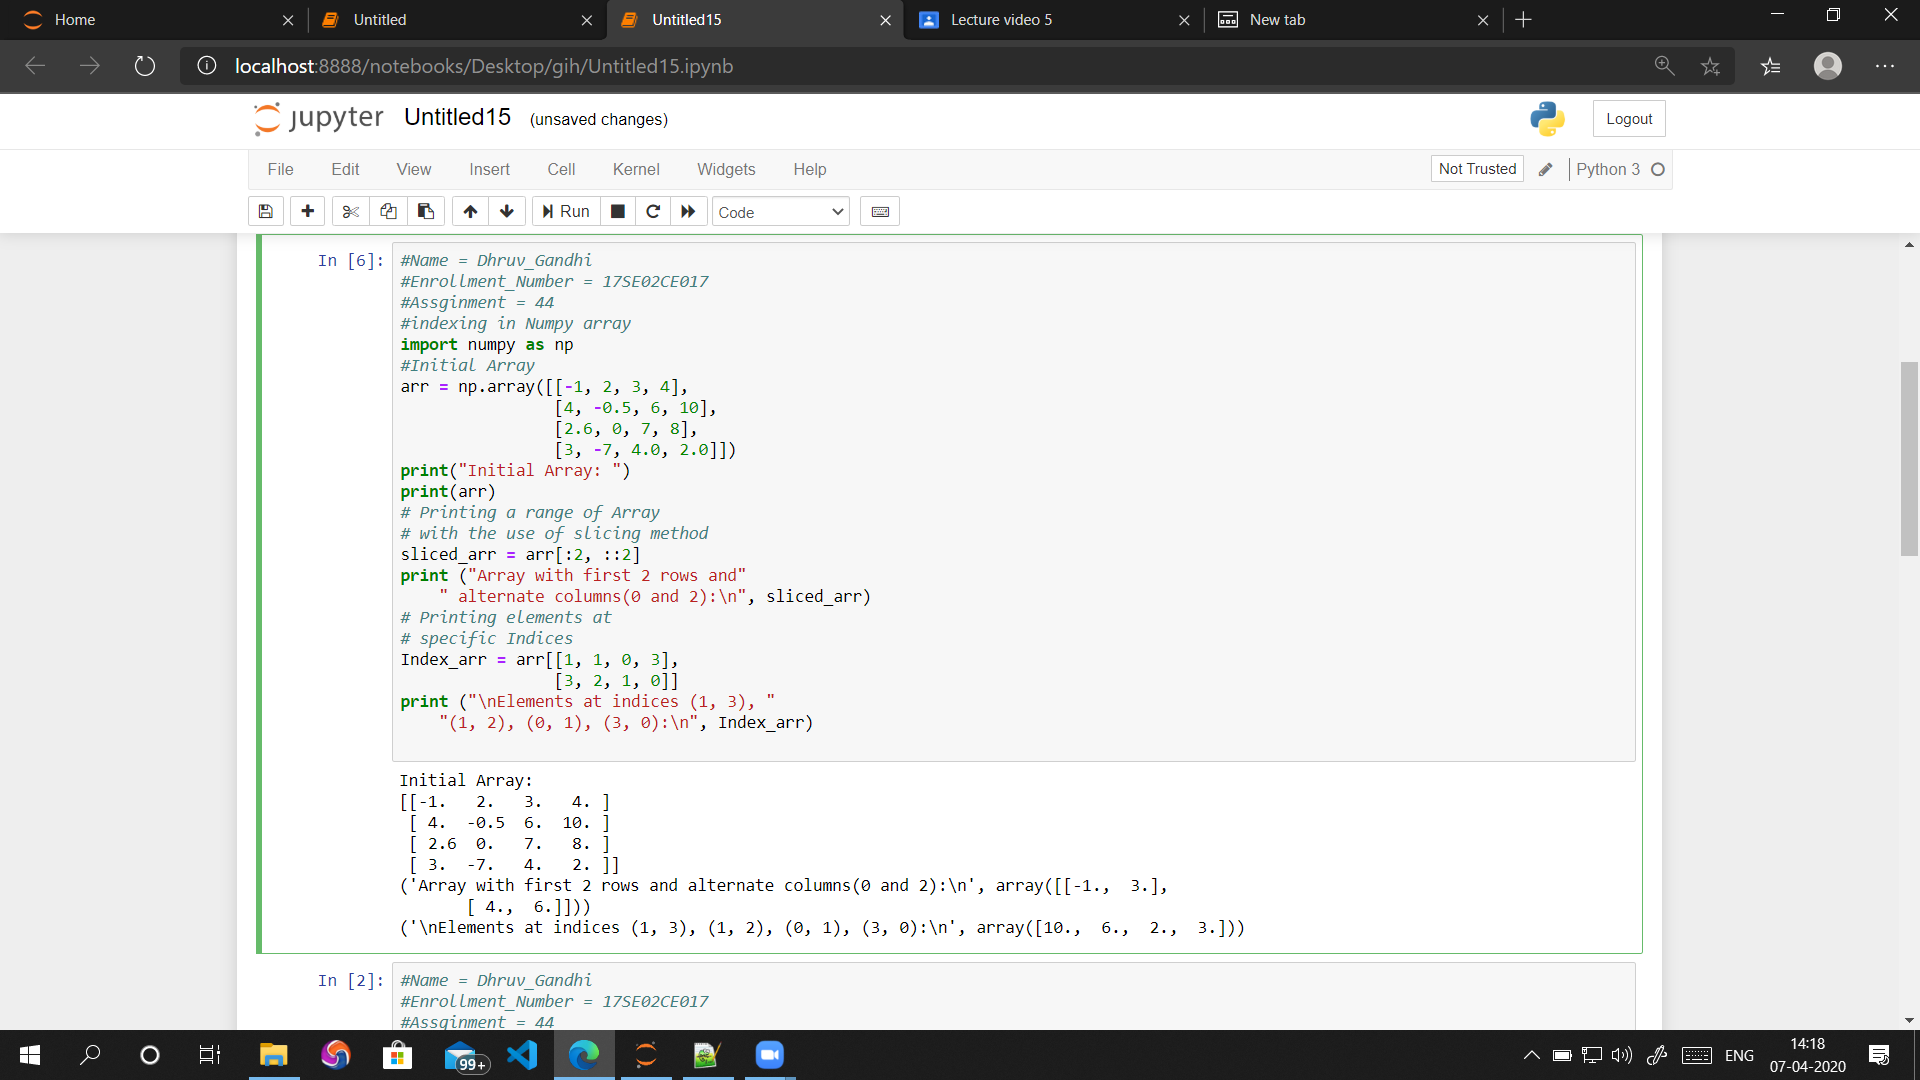 Home
Untitled
Untitled15
Lecture video 5
New tab
localhost:8888/notebooks/Desktop/gih/Untitled15.ipynb
jupyter Untitled15 (unsaved changes)
Logout
File Edit View Insert Cell Kernel Widgets Help
Not Trusted
Python 3
Run
Code
In [6]:
#Name = Dhruv_Gandhi
#Enrollment_Number = 17SE02CE017
#Assginment = 44
#indexing in Numpy array
import numpy as np
#Initial Array
arr = np.array([[-1, 2, 3, 4],
                [4, -0.5, 6, 10],
                [2.6, 0, 7, 8],
                [3, -7, 4.0, 2.0]])
print("Initial Array: ")
print(arr)
# Printing a range of Array
# with the use of slicing method
sliced_arr = arr[:2, ::2]
print ("Array with first 2 rows and"
    " alternate columns(0 and 2):\n", sliced_arr)
# Printing elements at
# specific Indices
Index_arr = arr[[1, 1, 0, 3],
                [3, 2, 1, 0]]
print ("\nElements at indices (1, 3), "
    "(1, 2), (0, 1), (3, 0):\n", Index_arr)
Initial Array:
[[-1.   2.   3.   4. ]
 [ 4.  -0.5  6.  10. ]
 [ 2.6  0.   7.   8. ]
 [ 3.  -7.   4.   2. ]]
('Array with first 2 rows and alternate columns(0 and 2):\n', array([[-1.,  3.],
       [ 4.,  6.]]))
('\nElements at indices (1, 3), (1, 2), (0, 1), (3, 0):\n', array([10.,  6.,  2.,  3.]))
In [2]:
#Name = Dhruv_Gandhi
#Enrollment_Number = 17SE02CE017
#Assginment = 44
99+
ENG
14:18
07-04-2020